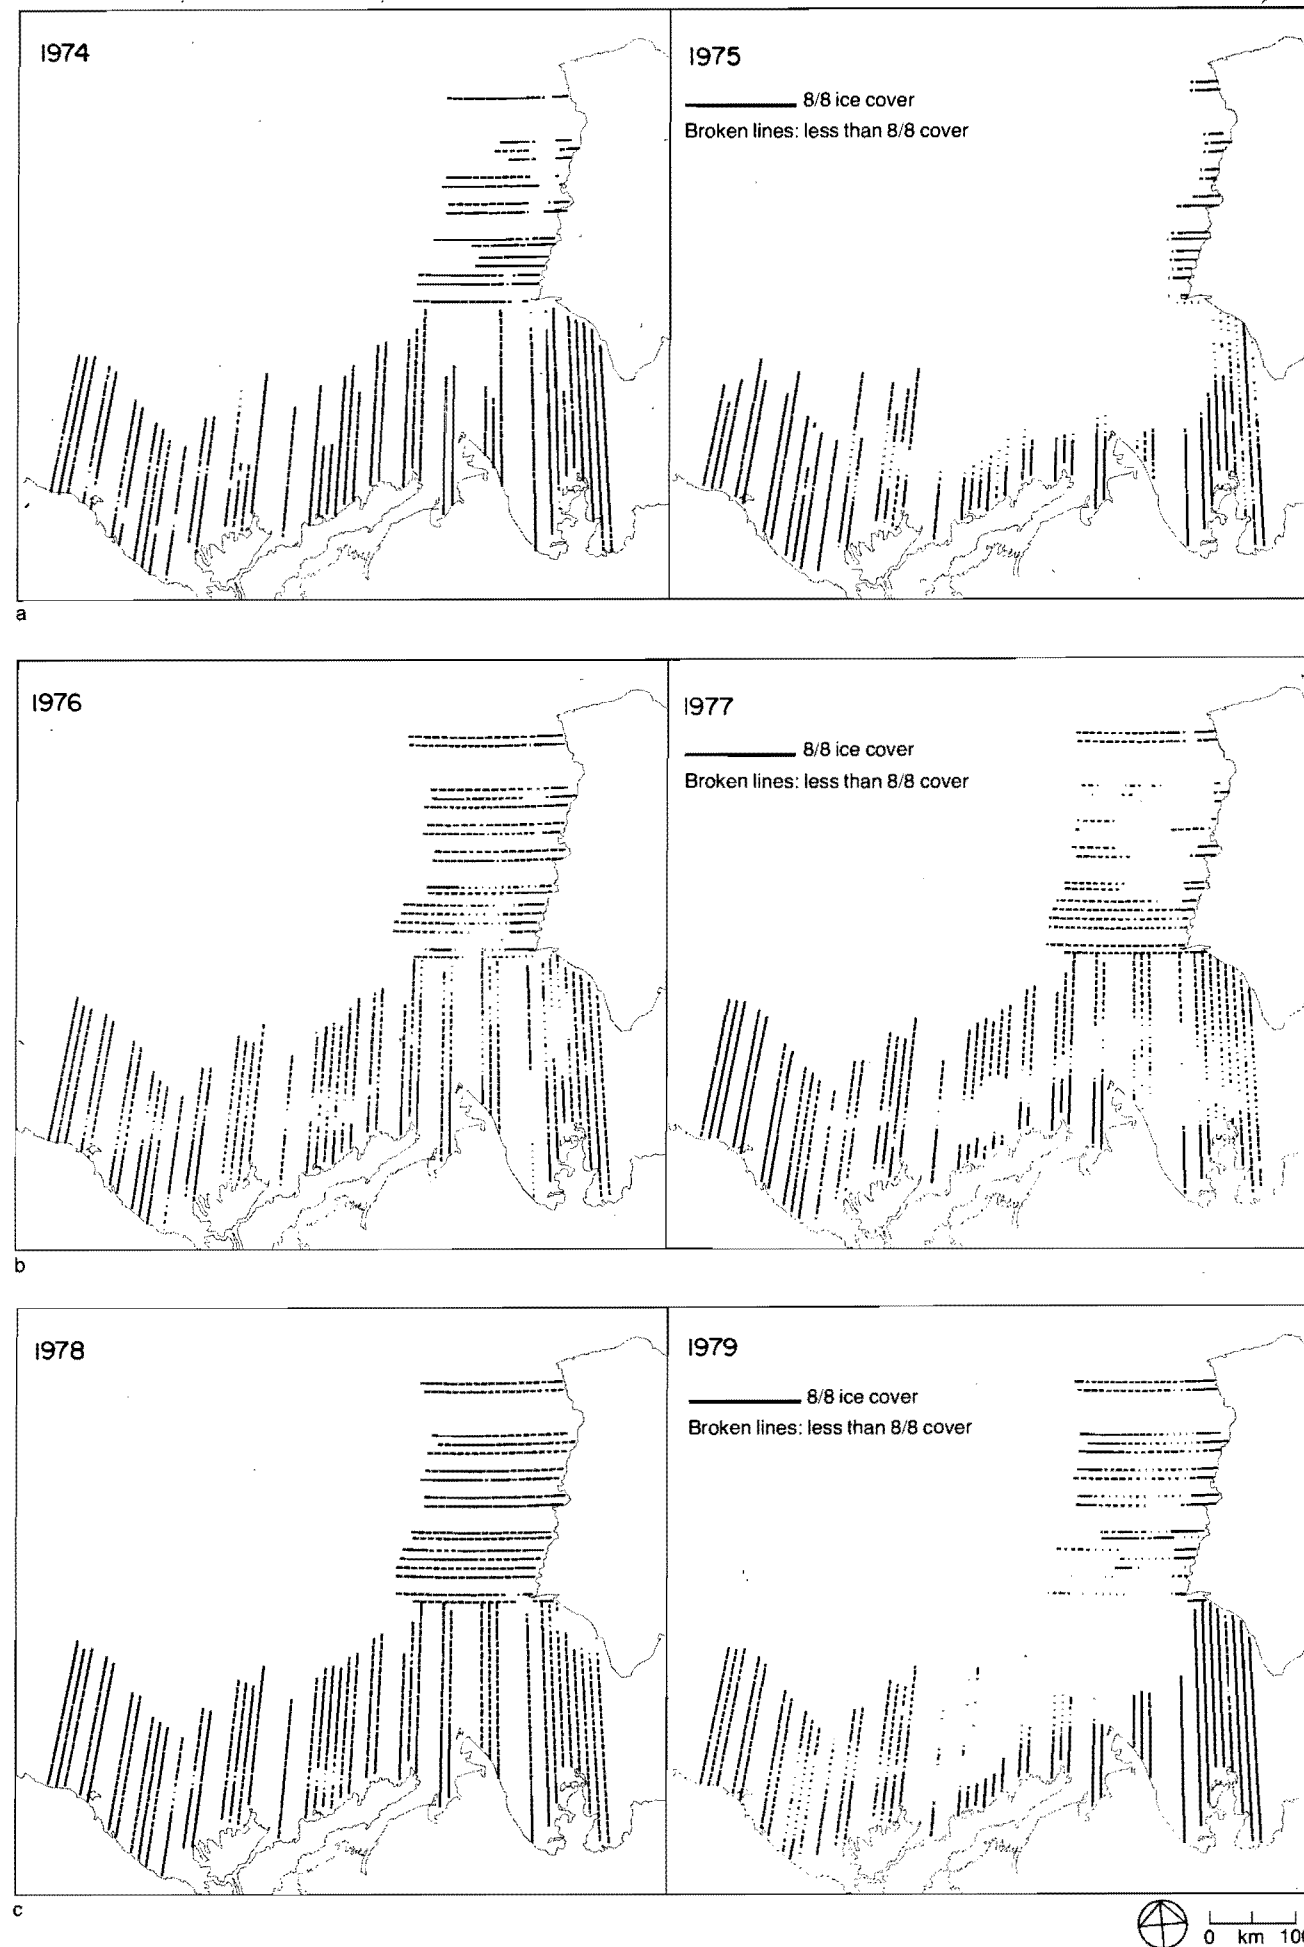 1974
1975
8/8 ice cover
Broken lines: less than 8/8 cover
a
1976
1977
8/8 ice cover
Broken lines: less than 8/8 cover
b
1978
1979
8/8 ice cover
Broken lines: less than 8/8 cover
c
0 km